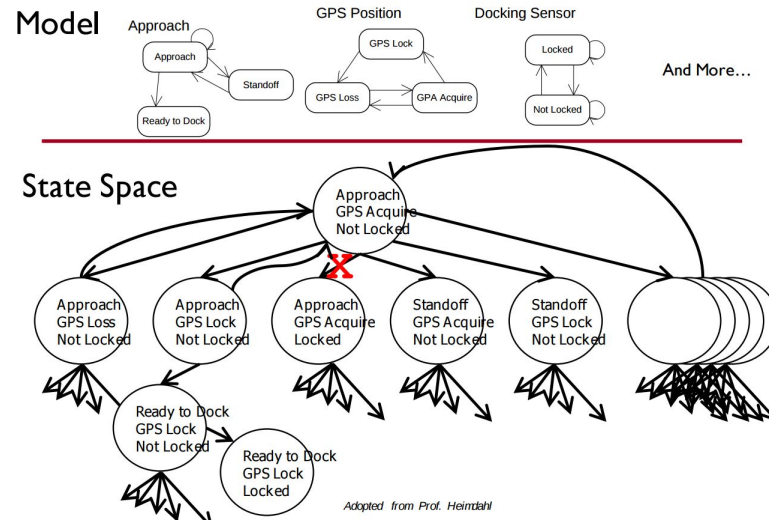 Model
Approach
Approach
Standoff
Ready to Dock
GPS Position
GPS Lock
GPS Loss
GPA Acquire
Docking Sensor
Locked
Not Locked
And More…
State Space
Approach
GPS Acquire
Not Locked
X
Approach
GPS Loss
Not Locked
Approach
GPS Lock
Not Locked
Approach
GPS Acquire
Locked
Standoff
GPS Acquire
Not Locked
Standoff
GPS Lock
Not Locked
Ready to Dock
GPS Lock
Not Locked
Ready to Dock
GPS Lock
Locked
Adopted from Prof. Heimdahl